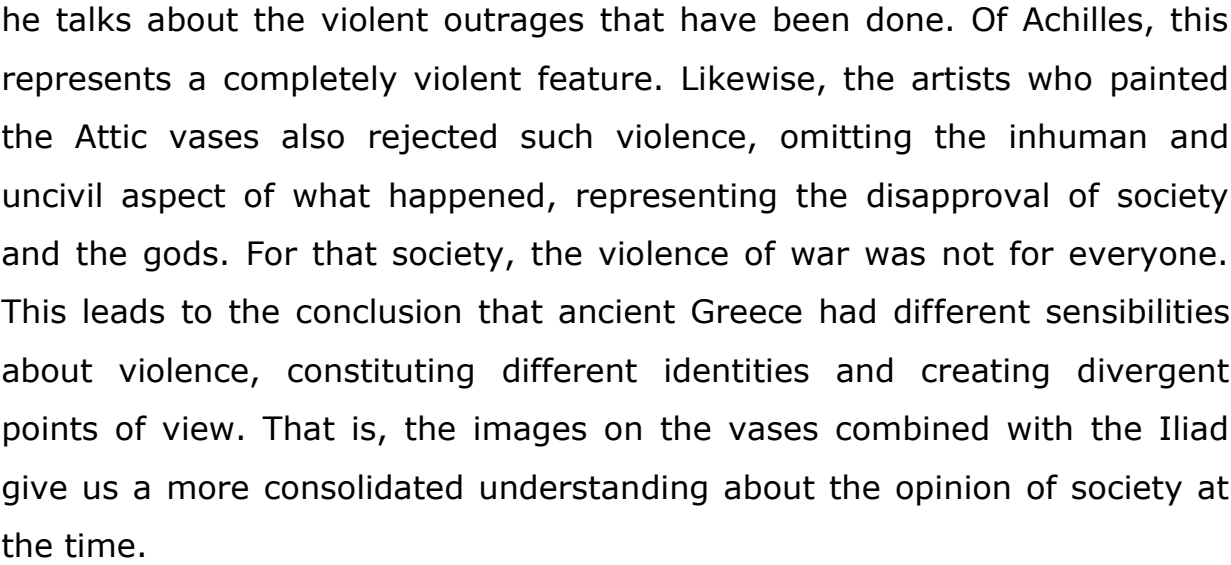 he talks about the violent outrages that have been done. Of Achilles, this
represents a completely violent feature. Likewise, the artists who painted
the Attic vases also rejected such violence, omitting the inhuman and
uncivil aspect of what happened, representing the disapproval of society
and the gods. For that society, the violence of war was not for everyone.
This leads to the conclusion that ancient Greece had different sensibilities
about violence, constituting different identities and creating divergent
points of view. That is, the images on the vases combined with the Iliad
give us a more consolidated understanding about the opinion of society at
the time.